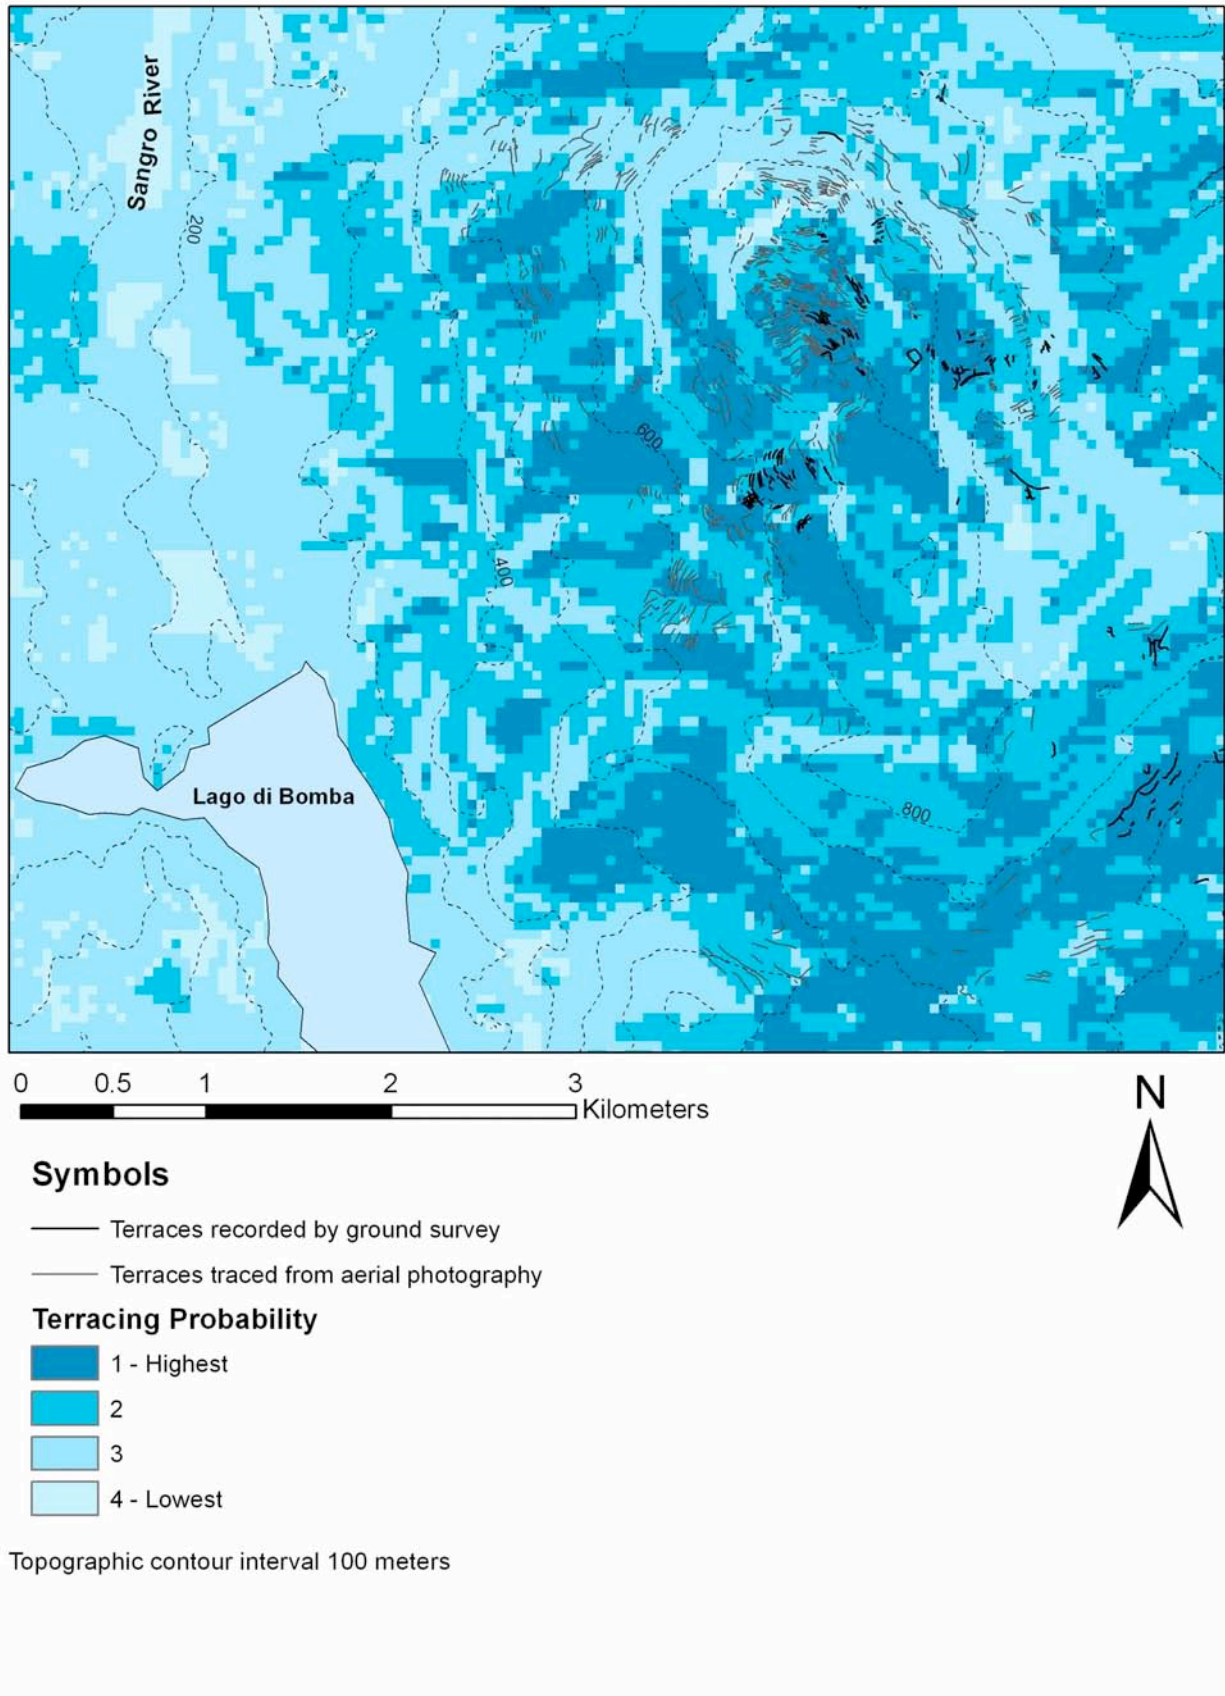 Sangro River
200
600
400
Lago di Bomba
800
0 0.5 1 2 3
Kilometers
N
Symbols
Terraces recorded by ground survey
Terraces traced from aerial photography
Terracing Probability
1 - Highest
2
3
4 - Lowest
Topographic contour interval 100 meters